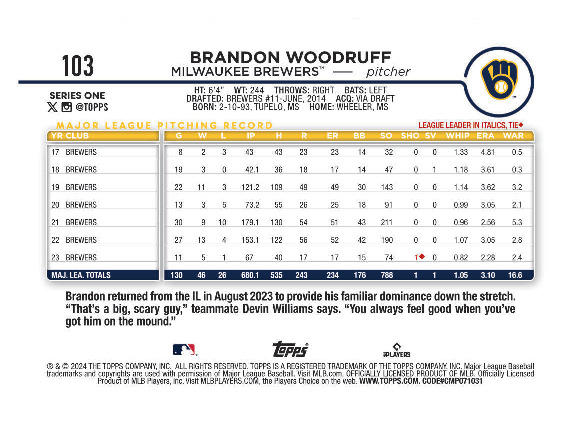 103
BRANDON WOODRUFF
MILWAUKEE BREWERS™ — pitcher
SERIES ONE
X @TOPPS
HT: 6'4" WT: 244 THROWS: RIGHT BATS: LEFT
DRAFTED: BREWERS #11-JUNE, 2014 ACQ: VIA DRAFT
BORN: 2-10-93, TUPELO, MS HOME: WHEELER, MS
MAJOR LEAGUE PITCHING RECORD LEAGUE LEADER IN ITALICS, TIE◆
YR CLUB G W L IP H R ER BB SO SHO SV WHIP ERA WAR
17 BREWERS 8 2 3 43 43 23 23 14 32 0 0 1.33 4.81 0.5
18 BREWERS 19 3 0 42.1 36 18 17 14 47 0 1 1.18 3.61 0.3
19 BREWERS 22 11 3 121.2 109 49 49 30 143 0 0 1.14 3.62 3.2
20 BREWERS 13 3 5 73.2 55 26 25 18 91 0 0 0.99 3.05 2.1
21 BREWERS 30 9 10 179.1 130 54 51 43 211 0 0 0.96 2.56 5.3
22 BREWERS 27 13 4 153.1 122 56 52 42 190 0 0 1.07 3.05 2.8
23 BREWERS 11 5 1 67 40 17 17 15 74 1◆ 0 0.82 2.28 2.4
MAJ. LEA. TOTALS 130 46 26 680.1 535 243 234 176 788 1 1 1.05 3.10 16.6
Brandon returned from the IL in August 2023 to provide his familiar dominance down the stretch.
“That’s a big, scary guy,” teammate Devin Williams says. “You always feel good when you’ve
got him on the mound.”
Topps
PLAYERS
® & © 2024 THE TOPPS COMPANY, INC. ALL RIGHTS RESERVED. TOPPS IS A REGISTERED TRADEMARK OF THE TOPPS COMPANY, INC. Major League Baseball
trademarks and copyrights are used with permission of Major League Baseball. Visit MLB.com. OFFICIALLY LICENSED PRODUCT OF MLB. Officially Licensed
Product of MLB Players, Inc. Visit MLBPLAYERS.COM, the Players Choice on the web. WWW.TOPPS.COM. CODE#CMP071031